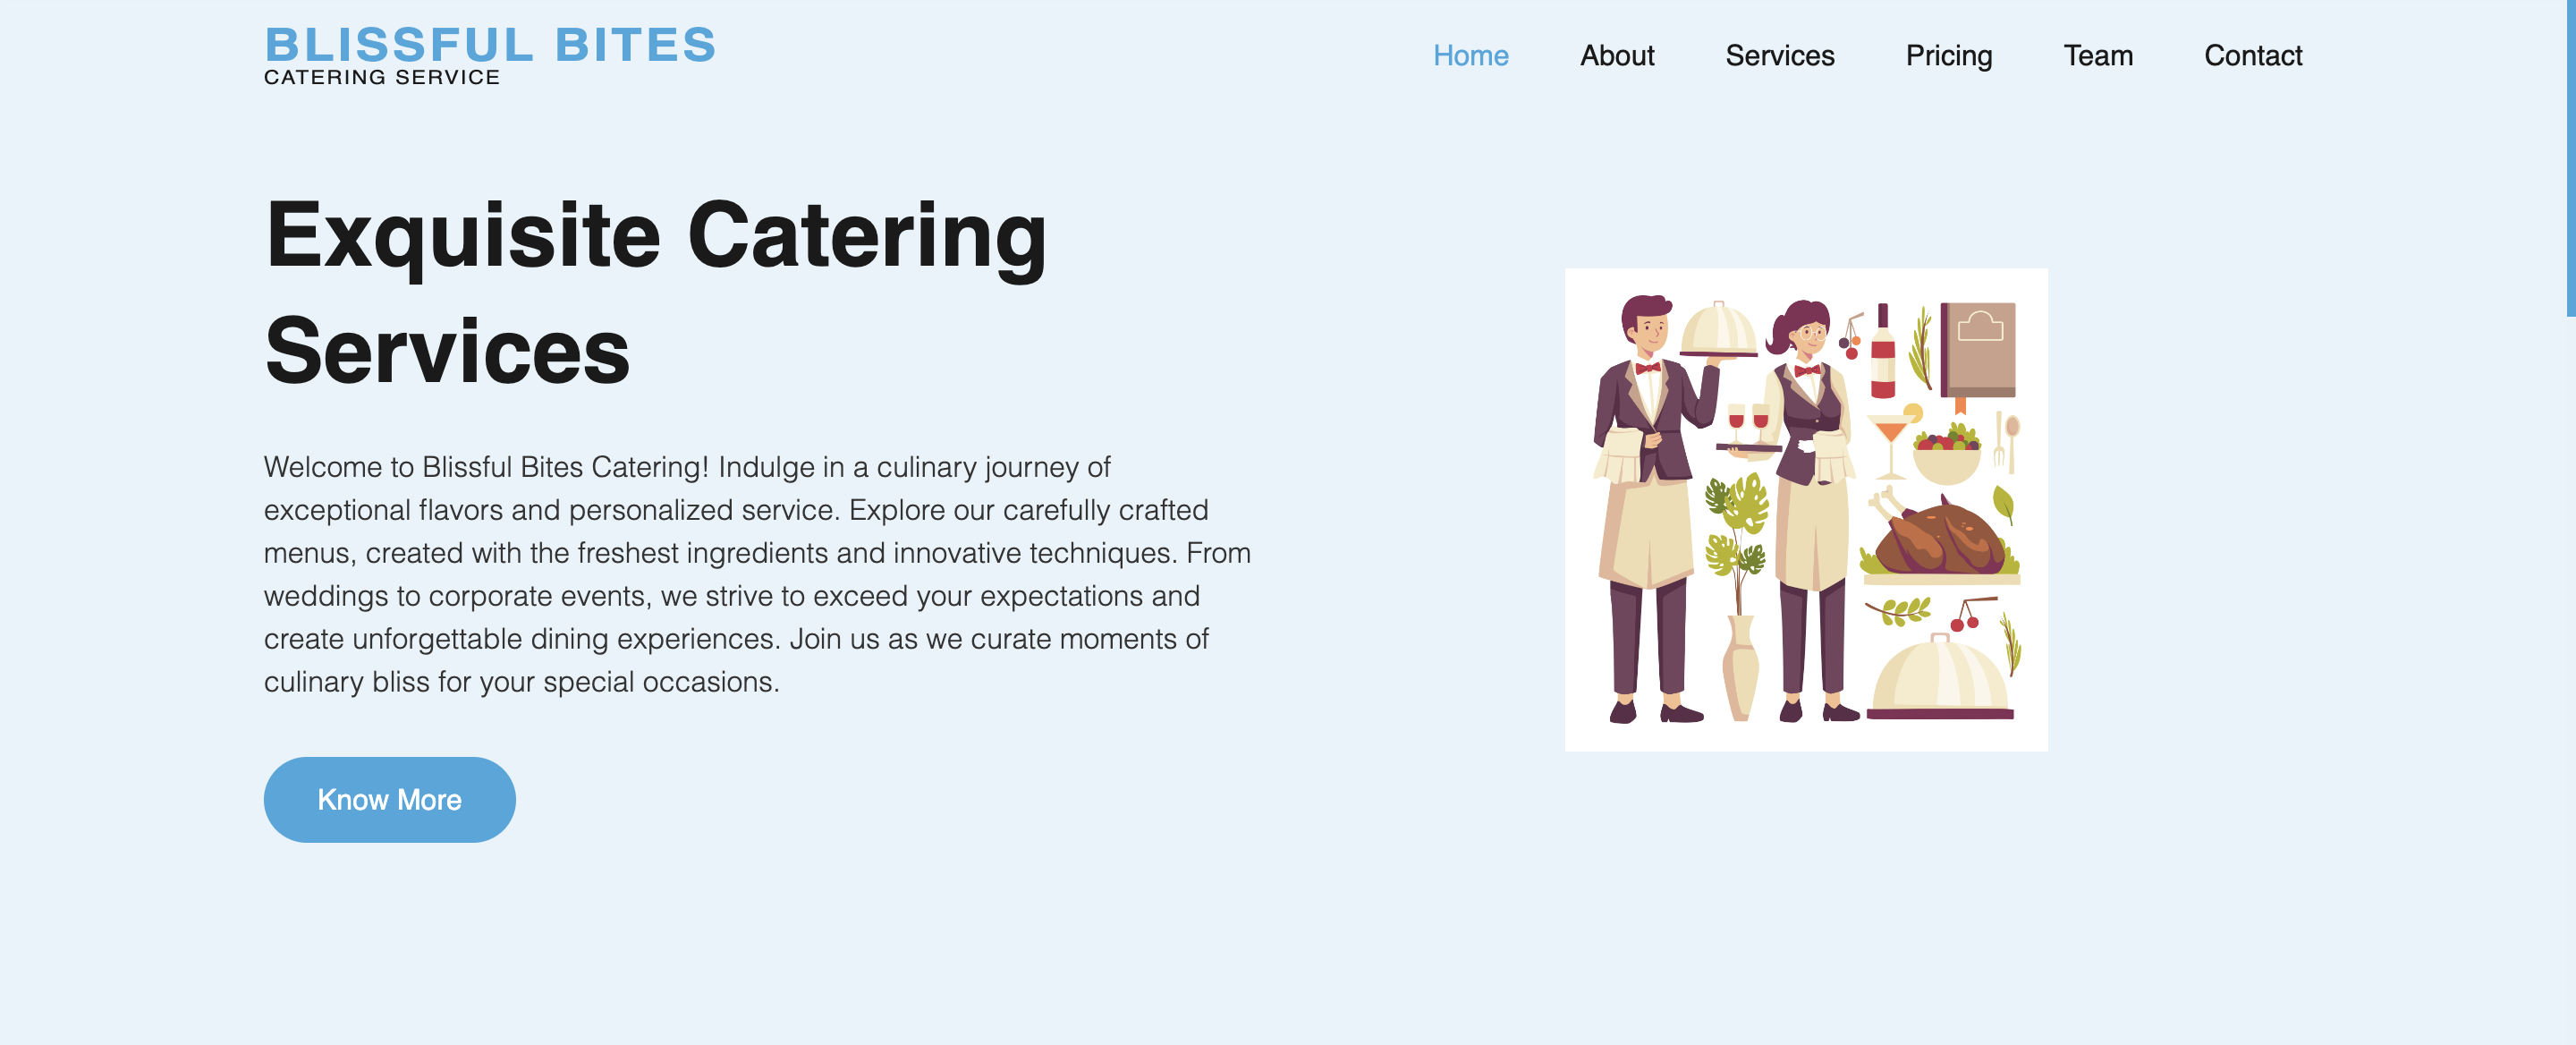 BLISSFUL BITES
CATERING SERVICE
Home About Services Pricing Team Contact
Exquisite Catering
Services
Welcome to Blissful Bites Catering! Indulge in a culinary journey of
exceptional flavors and personalized service. Explore our carefully crafted
menus, created with the freshest ingredients and innovative techniques. From
weddings to corporate events, we strive to exceed your expectations and
create unforgettable dining experiences. Join us as we curate moments of
culinary bliss for your special occasions.
Know More